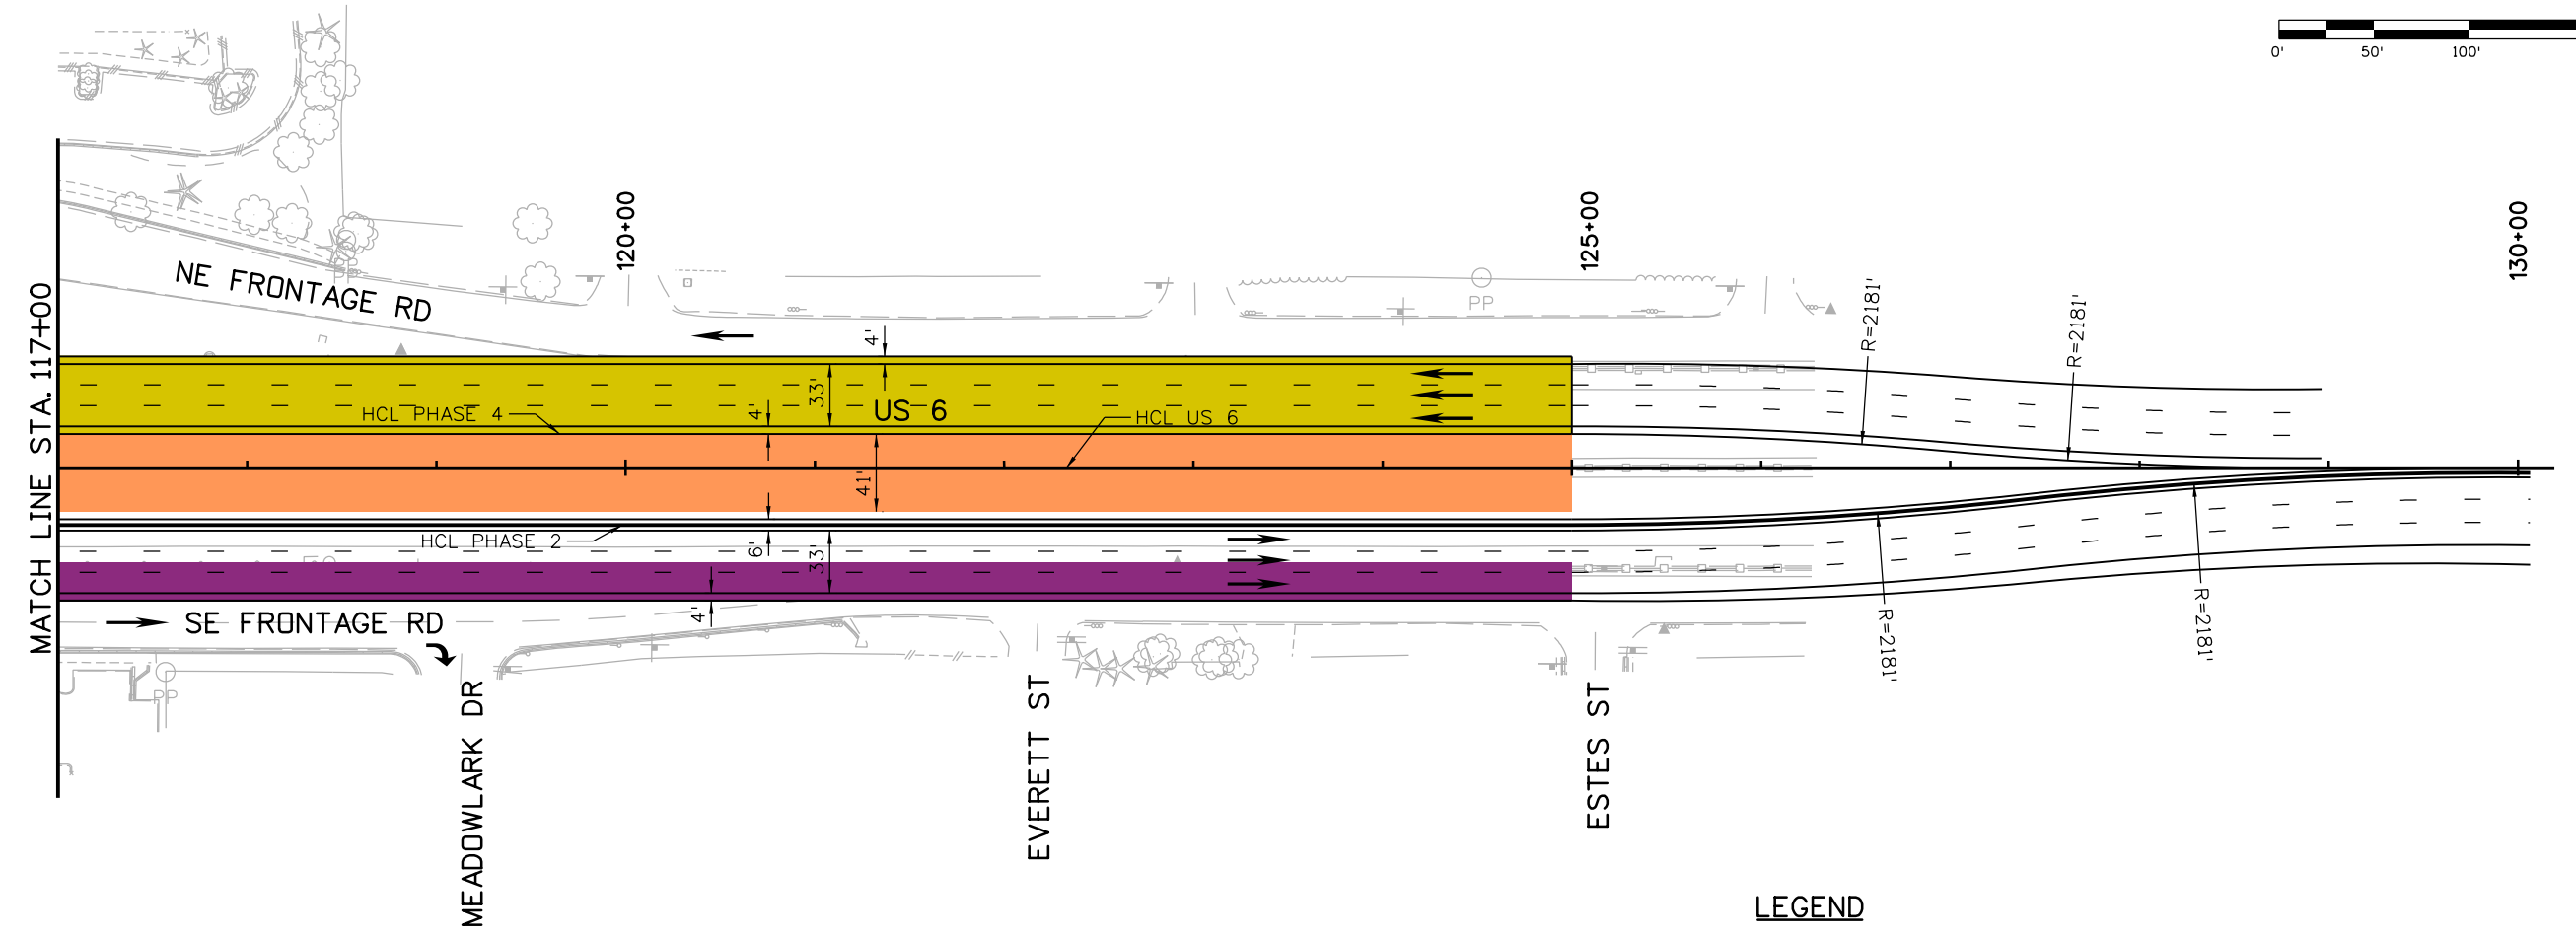 0'
50'
100'
120+00
125+00
130+00
NE FRONTAGE RD
PP
R=2181'
R=2181'
4'
33'
HCL PHASE 4
4'
US 6
HCL US 6
MATCH LINE STA. 117+00
41'
HCL PHASE 2
6'
33'
4'
SE FRONTAGE RD
R=2181'
R=2181'
PP
MEADOWLARK DR
EVERETT ST
ESTES ST
LEGEND